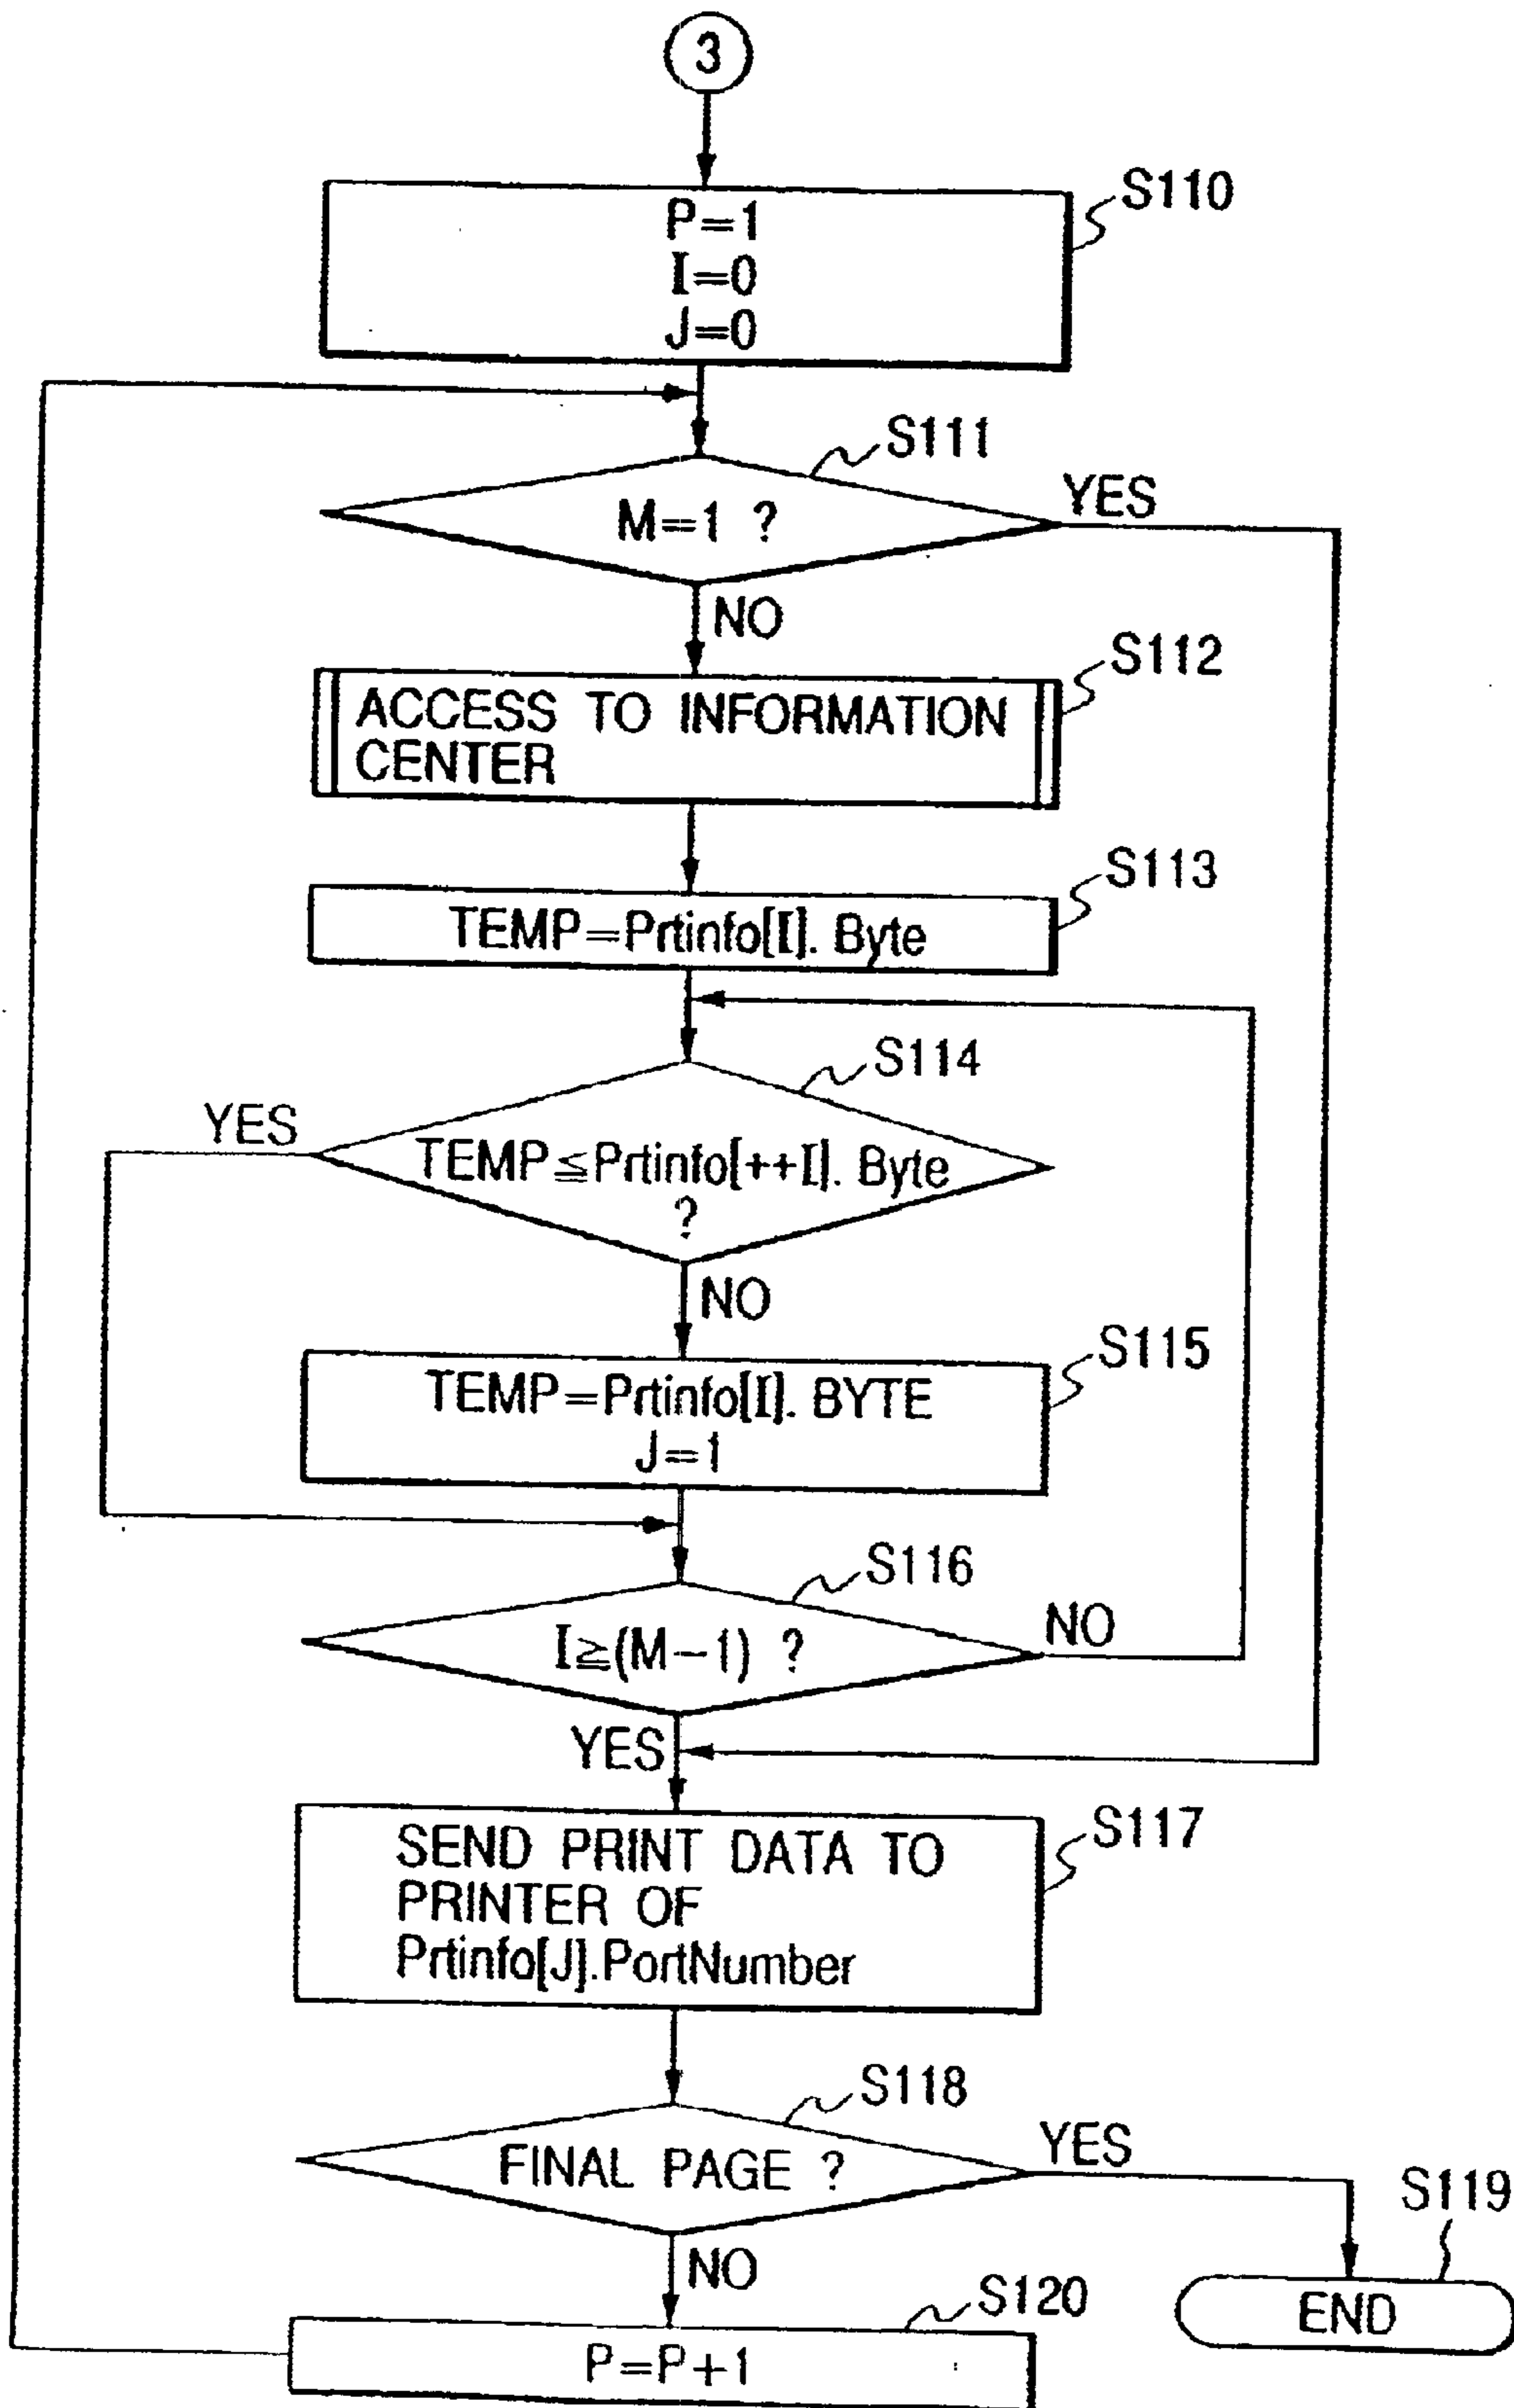 3
S110
P=1
I=0
J=0
S111
M=1 ?
YES
NO
S112
ACCESS TO INFORMATION
CENTER
S113
TEMP=Prtinfo[I]. Byte
S114
YES
TEMP≦Prtinfo[++I]. Byte
?
NO
S115
TEMP=Prtinfo[I]. BYTE
J=1
S116
I≧(M-1) ?
NO
YES
S117
SEND PRINT DATA TO
PRINTER OF
Prtinfo[J].PortNumber
S118
FINAL PAGE ?
YES
S119
NO
END
S120
P=P+1